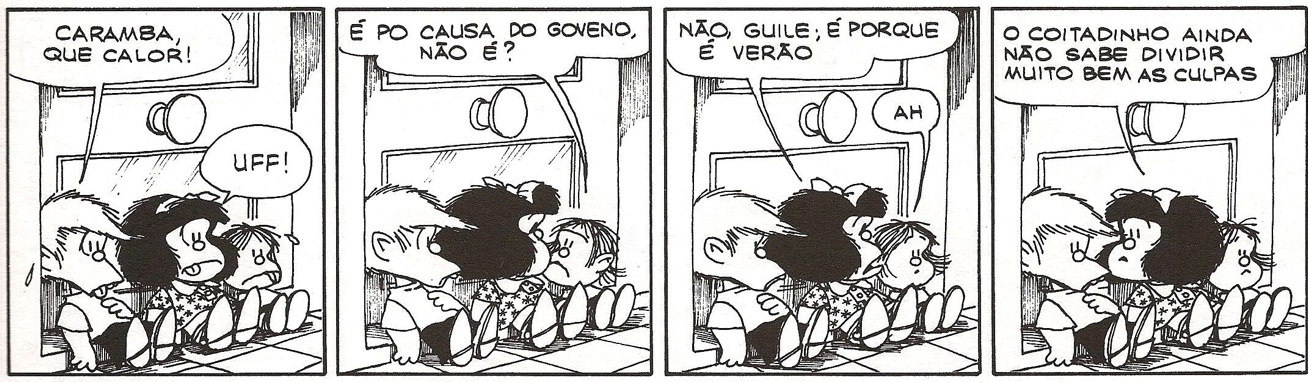 CARAMBA,
QUE CALOR!
UFF!
É PO CAUSA DO GOVENO,
NÃO É?
NÃO, GUILE; É PORQUE
É VERÃO
AH
O COITADINHO AINDA
NÃO SABE DIVIDIR
MUITO BEM AS CULPAS